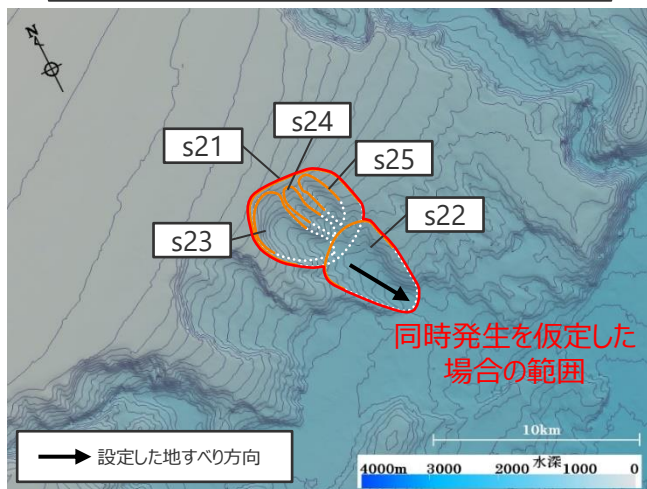 N
s24
s21
s25
s22
s23
同時発生を仮定した
場合の範囲
10km
設定した地すべり方向
4000m 3000 2000 水深 1000 0